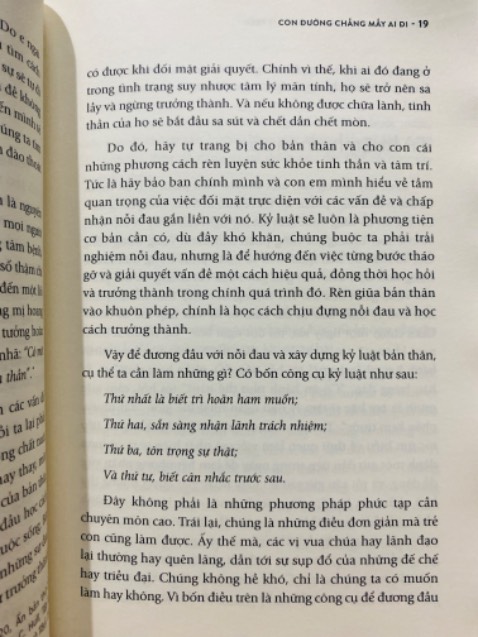 CON ĐƯỜNG CHẲNG MẤY AI ĐI - 19
có được khi đối mặt giải quyết. Chính vì thế, khi ai đó đang ở
trong tình trạng suy nhược tâm lý mãn tính, họ sẽ trở nên sa
lầy và ngừng trưởng thành. Và nếu không được chữa lành, tinh
thần của họ sẽ bắt đầu sa sút và chết dần chết mòn.
Do đó, hãy tự trang bị cho bản thân và cho con cái
những phương cách rèn luyện sức khỏe tinh thần và tâm trí.
Tức là hãy bảo ban chính mình và con em mình hiểu về tầm
quan trọng của việc đối mặt trực diện với các vấn đề và chấp
nhận nỗi đau gắn liền với nó. Kỷ luật sẽ luôn là phương tiện
cơ bản cần có, dù đầy khó khăn, chúng buộc ta phải trải
nghiệm nỗi đau, nhưng là để hướng đến việc từng bước tháo
gỡ và giải quyết vấn đề một cách hiệu quả, đồng thời học hỏi
và trưởng thành trong chính quá trình đó. Rèn giũa bản thân
vào khuôn phép, chính là học cách chịu đựng nỗi đau và học
cách trưởng thành.
Vậy để đương đầu với nỗi đau và xây dựng kỷ luật bản thân,
cụ thể ta cần làm những gì? Có bốn công cụ kỷ luật như sau:
Thứ nhất là biết trì hoãn ham muốn;
Thứ hai, sẵn sàng nhận lãnh trách nhiệm;
Thứ ba, tôn trọng sự thật;
Và thứ tư, biết cân nhắc trước sau.
Đây không phải là những phương pháp phức tạp cần
chuyên môn cao. Trái lại, chúng là những điều đơn giản mà trẻ
con cũng làm được. Ấy thế mà, các vị vua chúa hay lãnh đạo
lại thường hay quên lãng, dẫn tới sự sụp đổ của những đế chế
hay triều đại. Chúng không hề khó, chỉ là chúng ta có muốn
làm hay không. Vì bốn điều trên là những công cụ để đương đầu